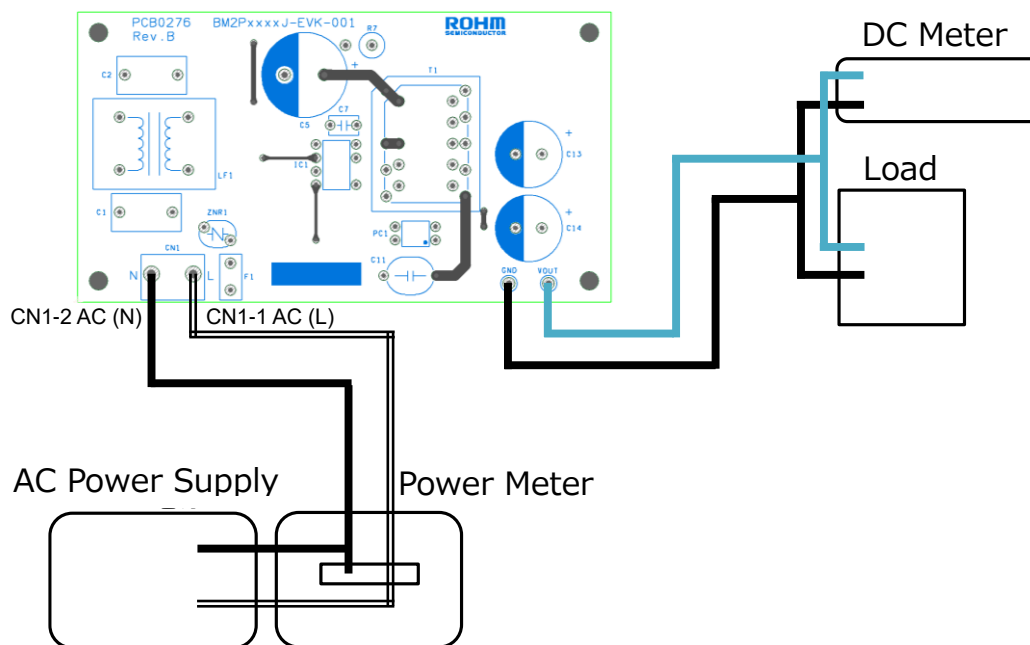 PCB0276 BM2PxxxxJ-EVK-001
Rev.B
ROHM
SEMICONDUCTOR
R7
DC Meter
C2
T1
C7
C5
C13
IC1
LF1
Load
C1
ZNR1
PC1
C14
CN1
C11
N
L
F1
GND
VOUT
CN1-2 AC (N)
CN1-1 AC (L)
AC Power Supply
Power Meter